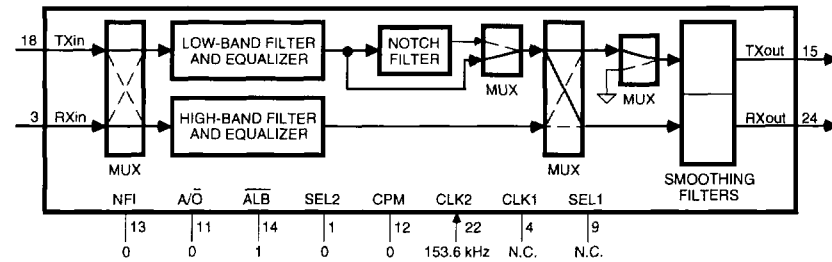 18 TXin
LOW-BAND FILTER
AND EQUALIZER
NOTCH
FILTER
MUX
MUX
TXout 15
3 RXin
HIGH-BAND FILTER
AND EQUALIZER
RXout 24
MUX
MUX
SMOOTHING
FILTERS
NFI A/O̅ A̅L̅B̅ SEL2 CPM CLK2 CLK1 SEL1
13 11 14 1 12 22 4 9
0 0 1 0 0 153.6 kHz N.C. N.C.